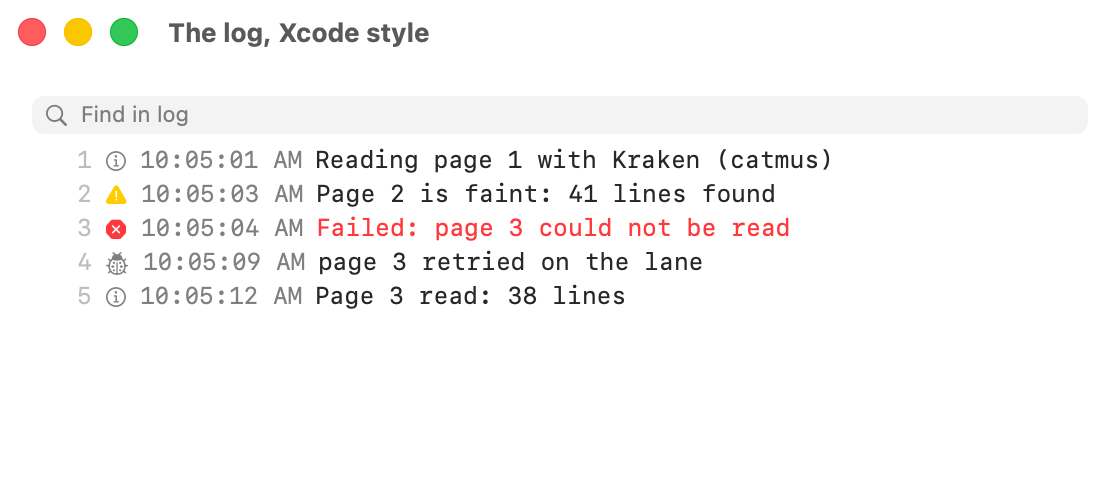 The log, Xcode style
Find in log
1 10:05:01 AM Reading page 1 with Kraken (catmus)
2 10:05:03 AM Page 2 is faint: 41 lines found
3 10:05:04 AM Failed: page 3 could not be read
4 10:05:09 AM page 3 retried on the lane
5 10:05:12 AM Page 3 read: 38 lines